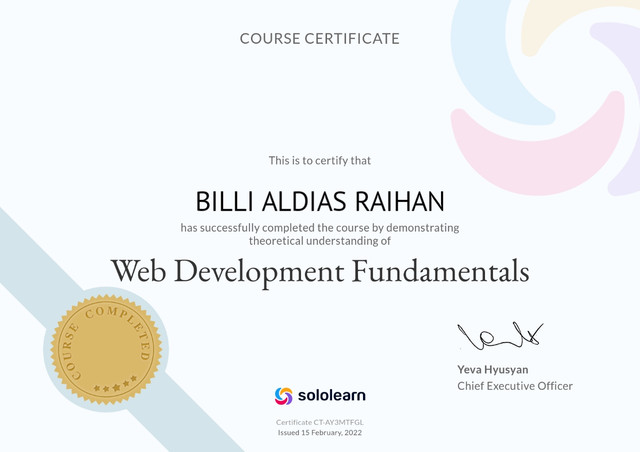 COURSE CERTIFICATE
This is to certify that
BILLI ALDIAS RAIHAN
has successfully completed the course by demonstrating
theoretical understanding of
Web Development Fundamentals
COURSE COMPLETED
Yeva Hyusyan
Chief Executive Officer
sololearn
Certificate CT-AY3MTFGL
Issued 15 February, 2022